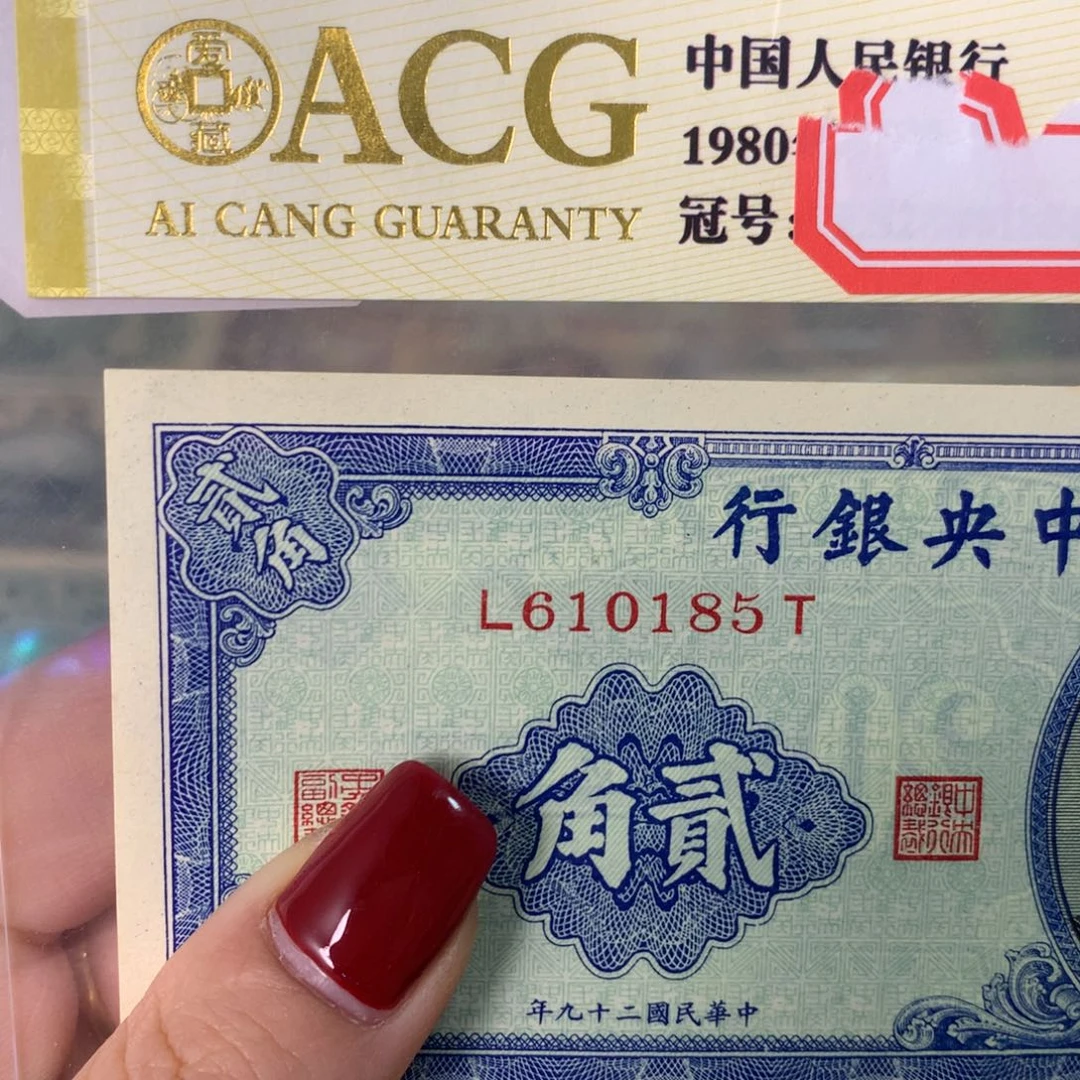 爱藏
ACG
AI CANG GUARANTY
中国人民银行
1980
冠号:
貳角
中央銀行
L610185T
貳角
中華民國二十九年